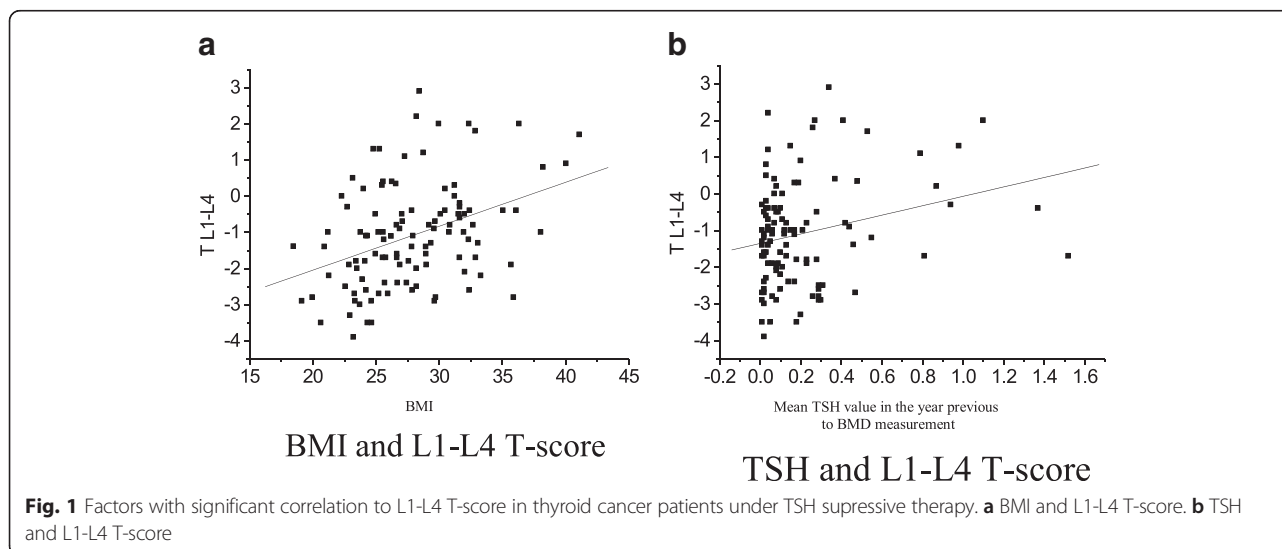 a
b
3
2
1
0
-1
-2
-3
-4
T L1-L4
15 20 25 30 35 40 45
BMI
BMI and L1-L4 T-score
3
2
1
0
-1
-2
-3
-4
T L1-L4
-0.2 0.0 0.2 0.4 0.6 0.8 1.0 1.2 1.4 1.6
Mean TSH value in the year previous
to BMD measurement
TSH and L1-L4 T-score
Fig. 1 Factors with significant correlation to L1-L4 T-score in thyroid cancer patients under TSH supressive therapy. a BMI and L1-L4 T-score. b TSH
and L1-L4 T-score